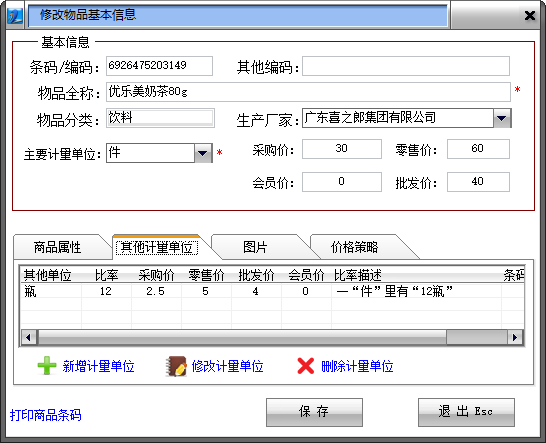 修改物品基本信息
基本信息
条码/编码: 6926475203149 其他编码:
物品全称: 优乐美奶茶80g *
物品分类: 饮料 生产厂家: 广东喜之郎集团有限公司
主要计量单位: 件 * 采购价: 30 零售价: 60
会员价: 0 批发价: 40
商品属性 其他计量单位 图片 价格策略
其他单位 比率 采购价 零售价 批发价 会员价 比率描述 条码
瓶 12 2.5 5 4 0 一“件”里有“12瓶”
新增计量单位 修改计量单位 删除计量单位
打印商品条码 保 存 退 出 Esc